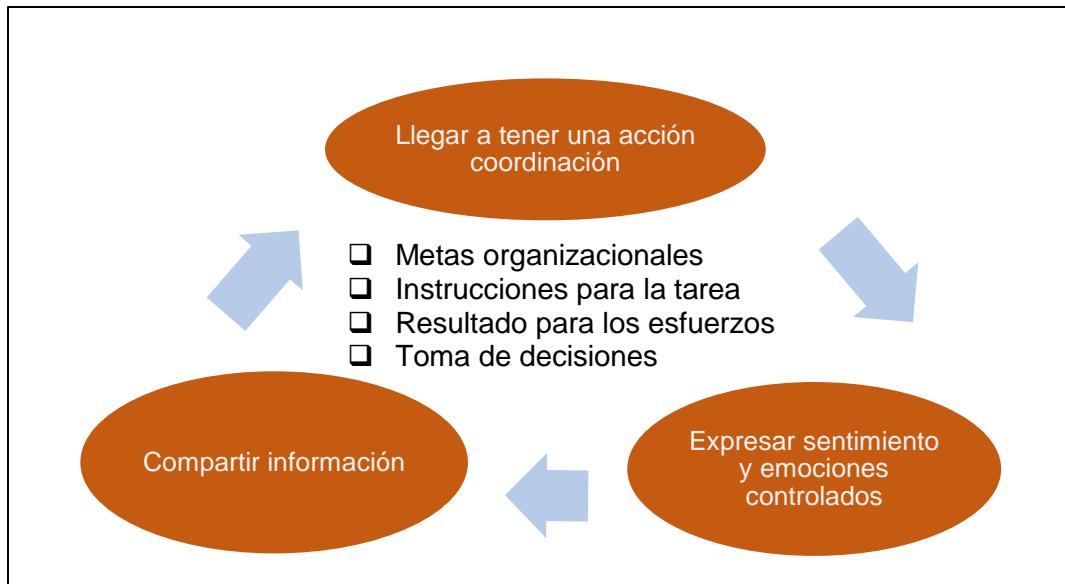 Llegar a tener una acción
coordinación
❑ Metas organizacionales
❑ Instrucciones para la tarea
❑ Resultado para los esfuerzos
❑ Toma de decisiones
Compartir información
Expresar sentimiento
y emociones
controlados